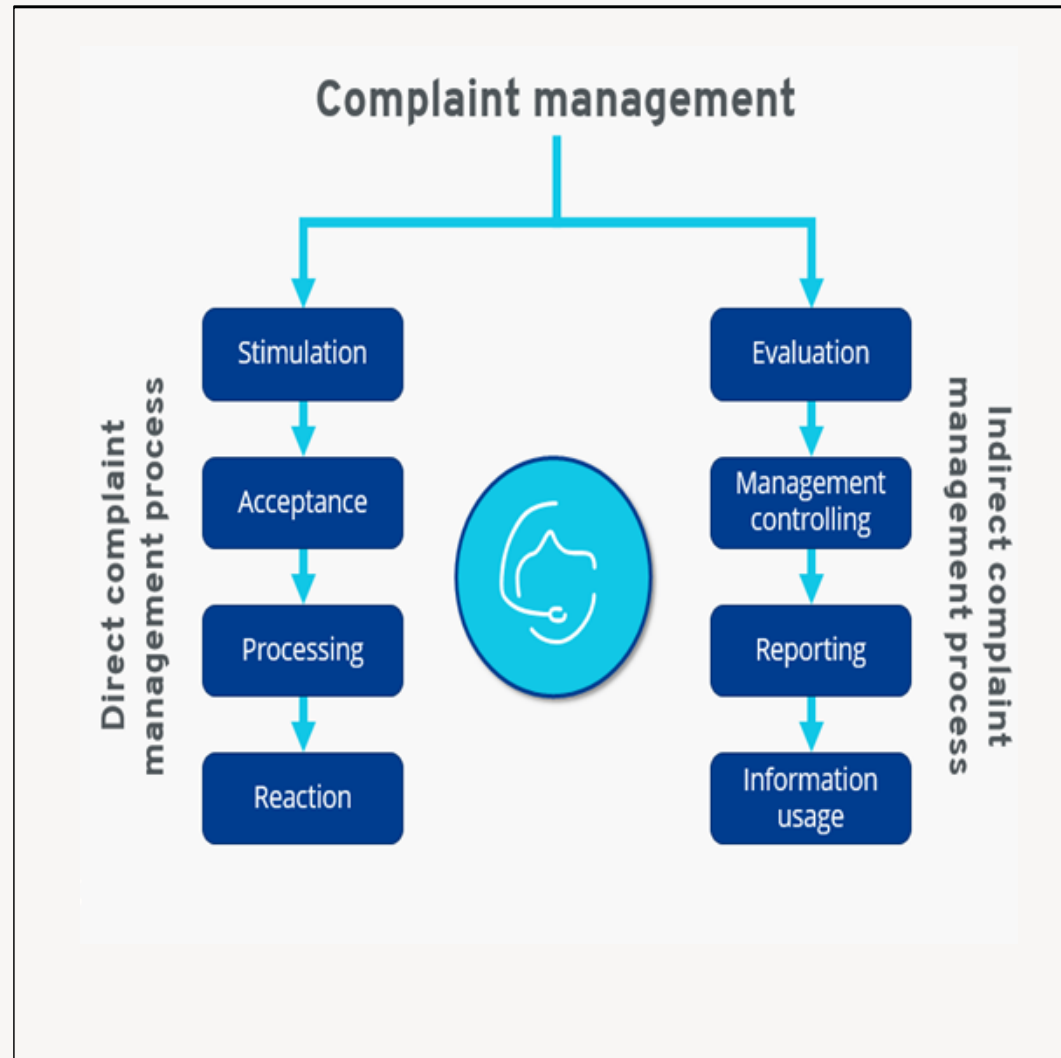 Complaint management
Direct complaint
management process
Stimulation
Acceptance
Processing
Reaction
Evaluation
Management
controlling
Reporting
Information
usage
Indirect complaint
management process